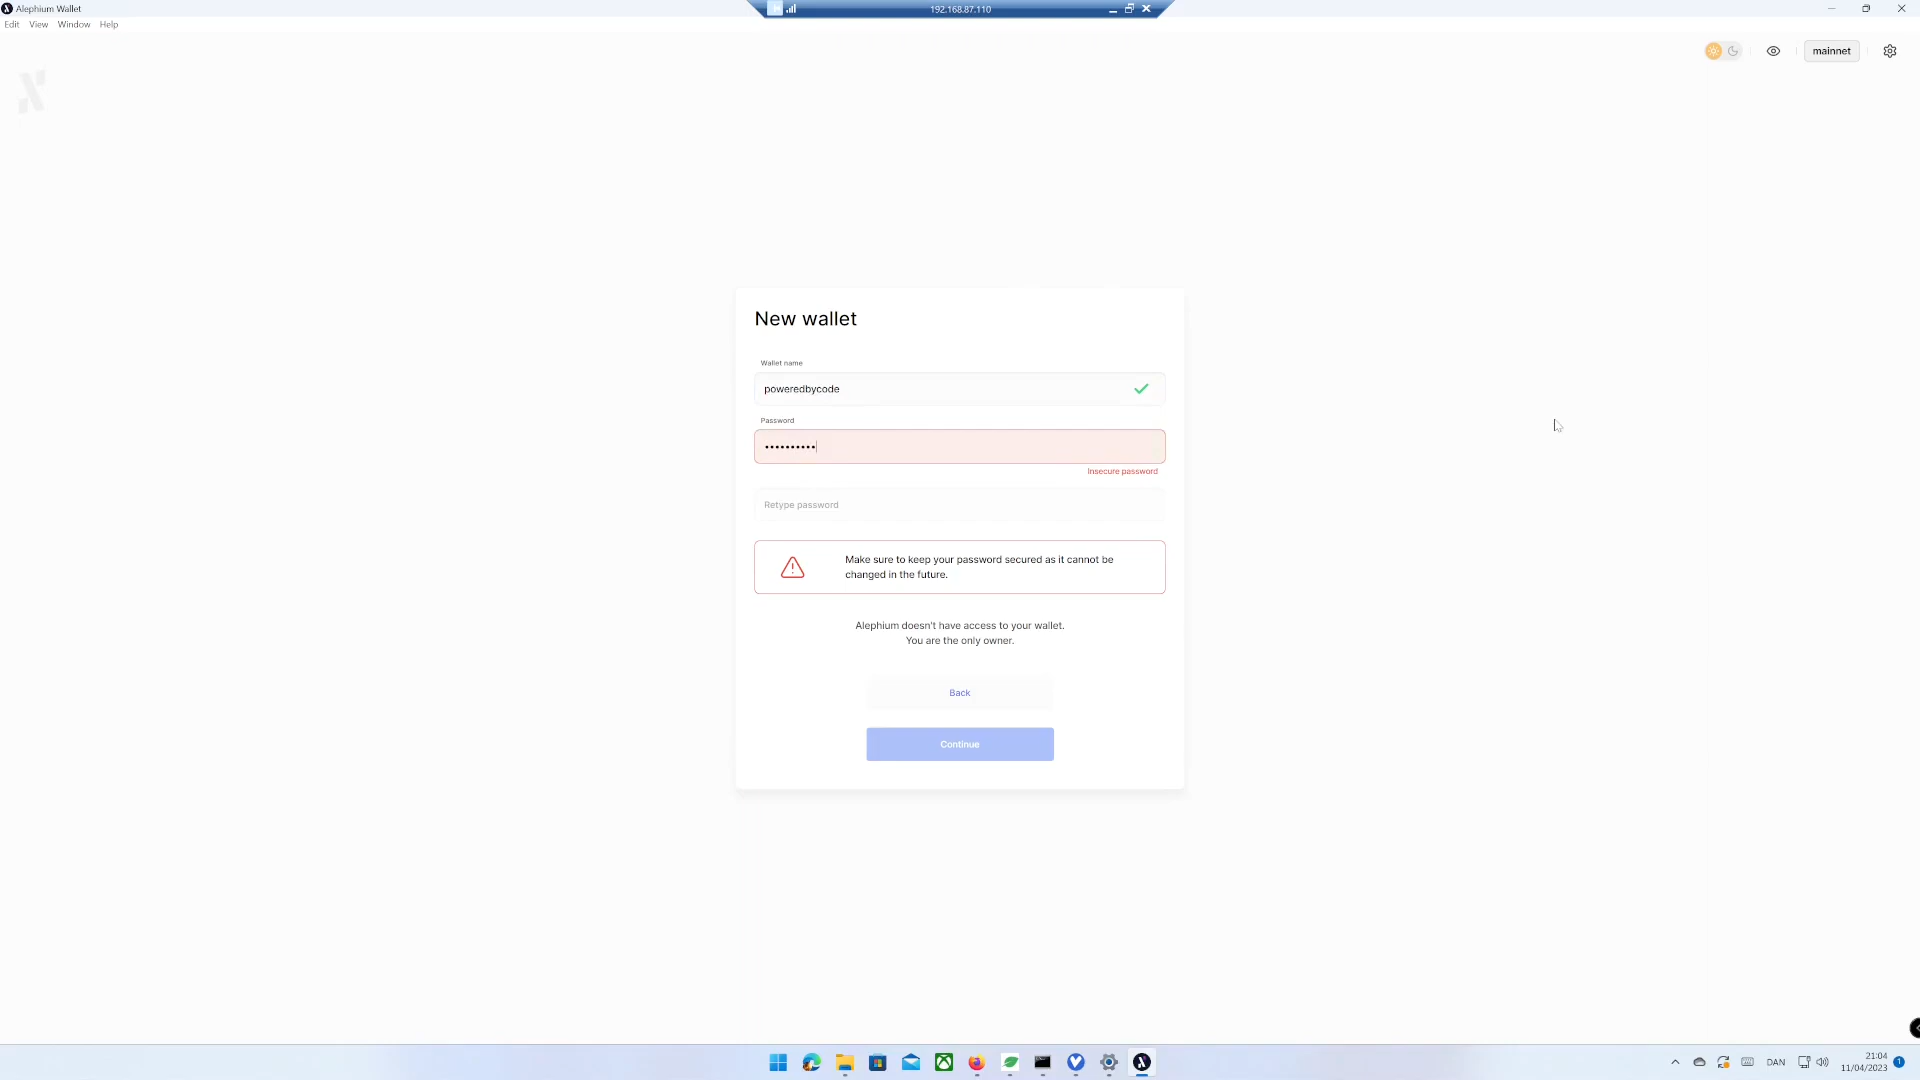 Alephium Wallet
192.168.87.110
Edit View Window Help
mainnet
New wallet
Wallet name
poweredbycode
Password
••••••••••
Insecure password
Retype password
Make sure to keep your password secured as it cannot be
changed in the future.
Alephium doesn't have access to your wallet.
You are the only owner.
Back
Continue
DAN
21:04
11/04/2023
1